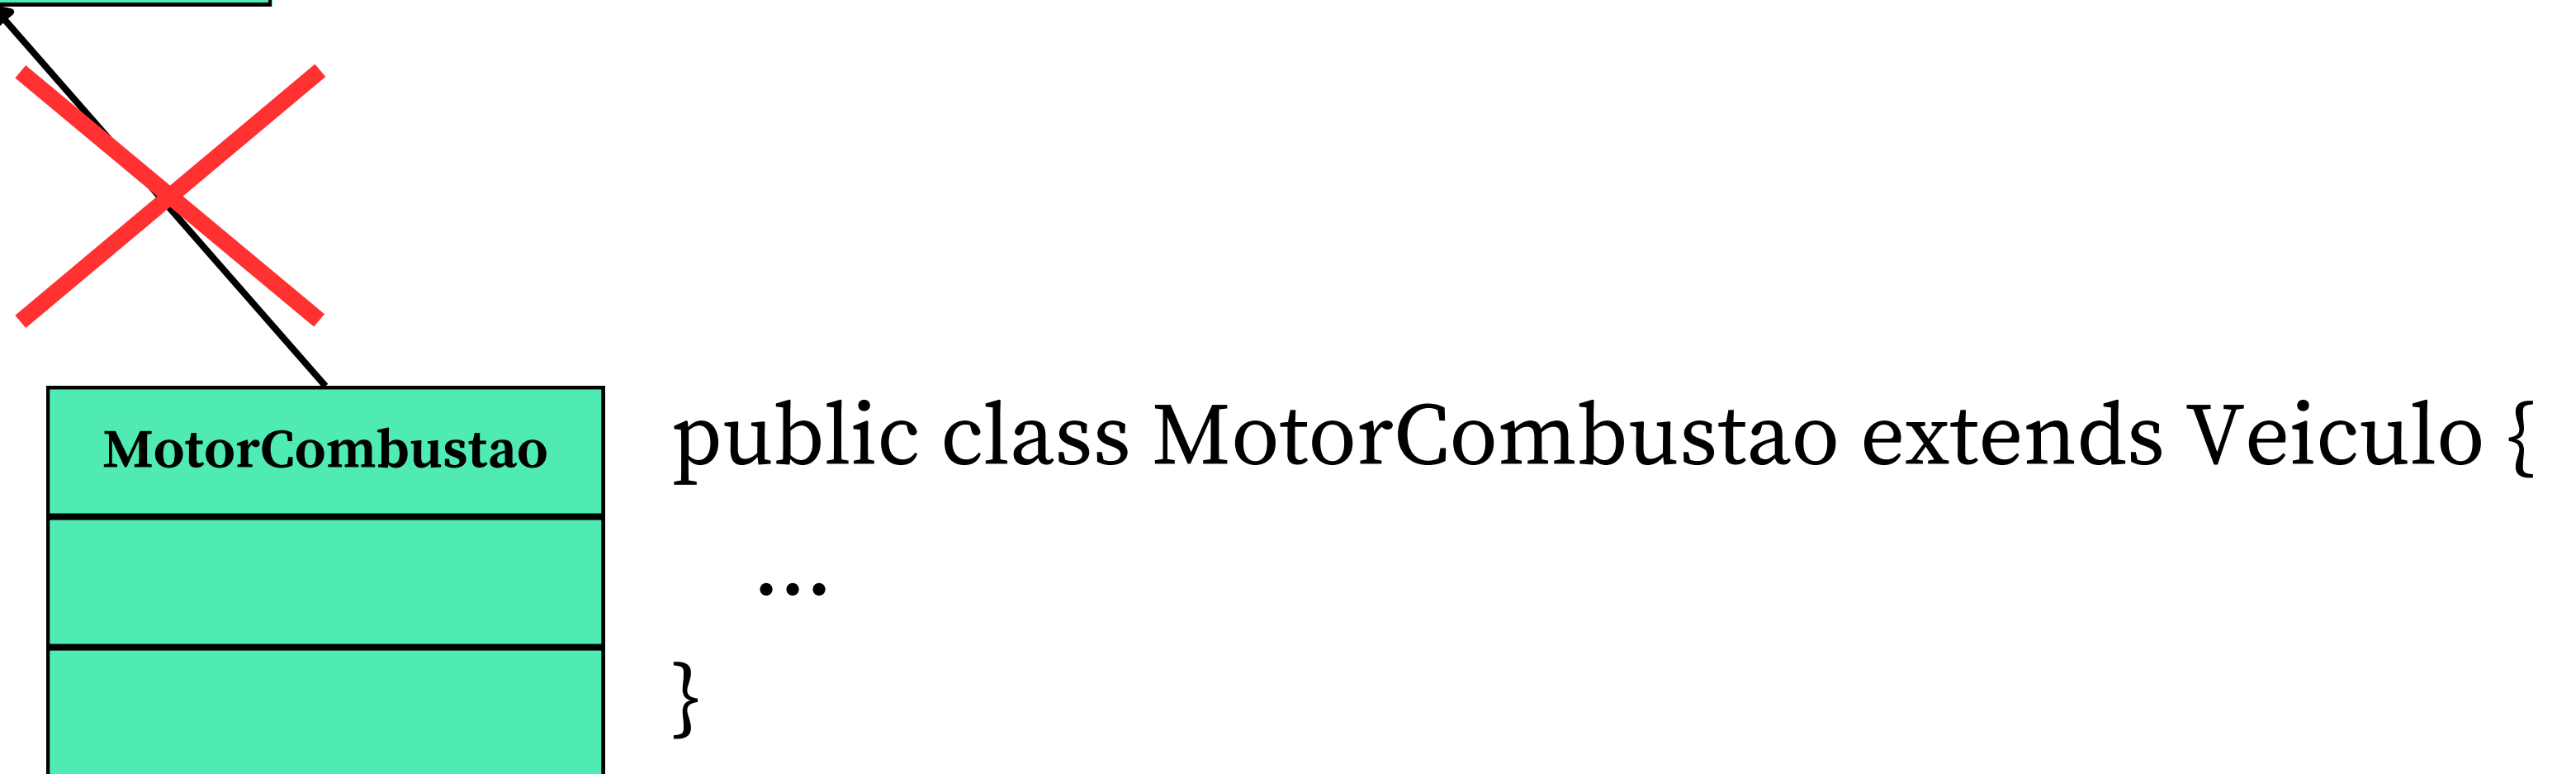 MotorCombustao
public class MotorCombustao extends Veiculo {
...
}